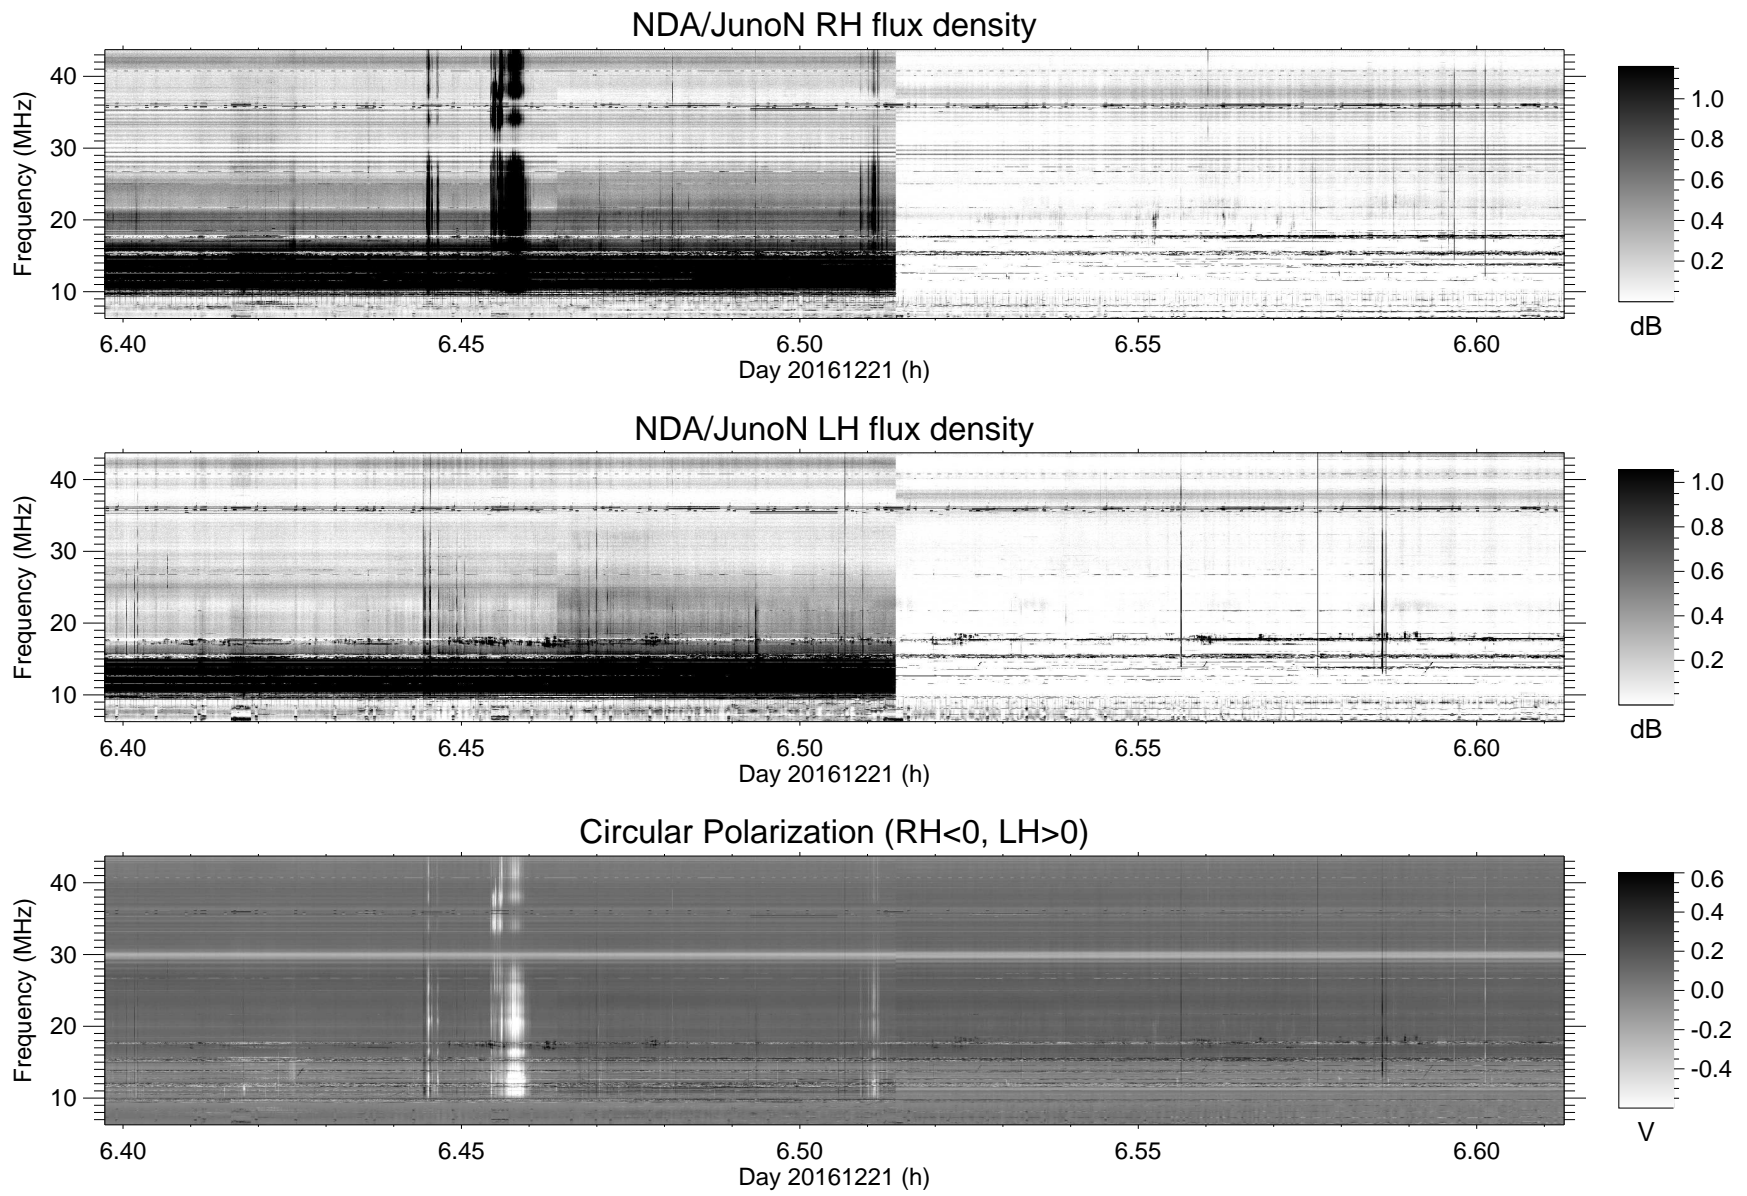 NDA/JunoN RH flux density
Frequency (MHz)
40
30
20
10
6.40 6.45 6.50 6.55 6.60
Day 20161221 (h)
1.0
0.8
0.6
0.4
0.2
dB
NDA/JunoN LH flux density
Frequency (MHz)
40
30
20
10
6.40 6.45 6.50 6.55 6.60
Day 20161221 (h)
1.0
0.8
0.6
0.4
0.2
dB
Circular Polarization (RH<0, LH>0)
Frequency (MHz)
40
30
20
10
6.40 6.45 6.50 6.55 6.60
Day 20161221 (h)
0.6
0.4
0.2
0.0
-0.2
-0.4
V